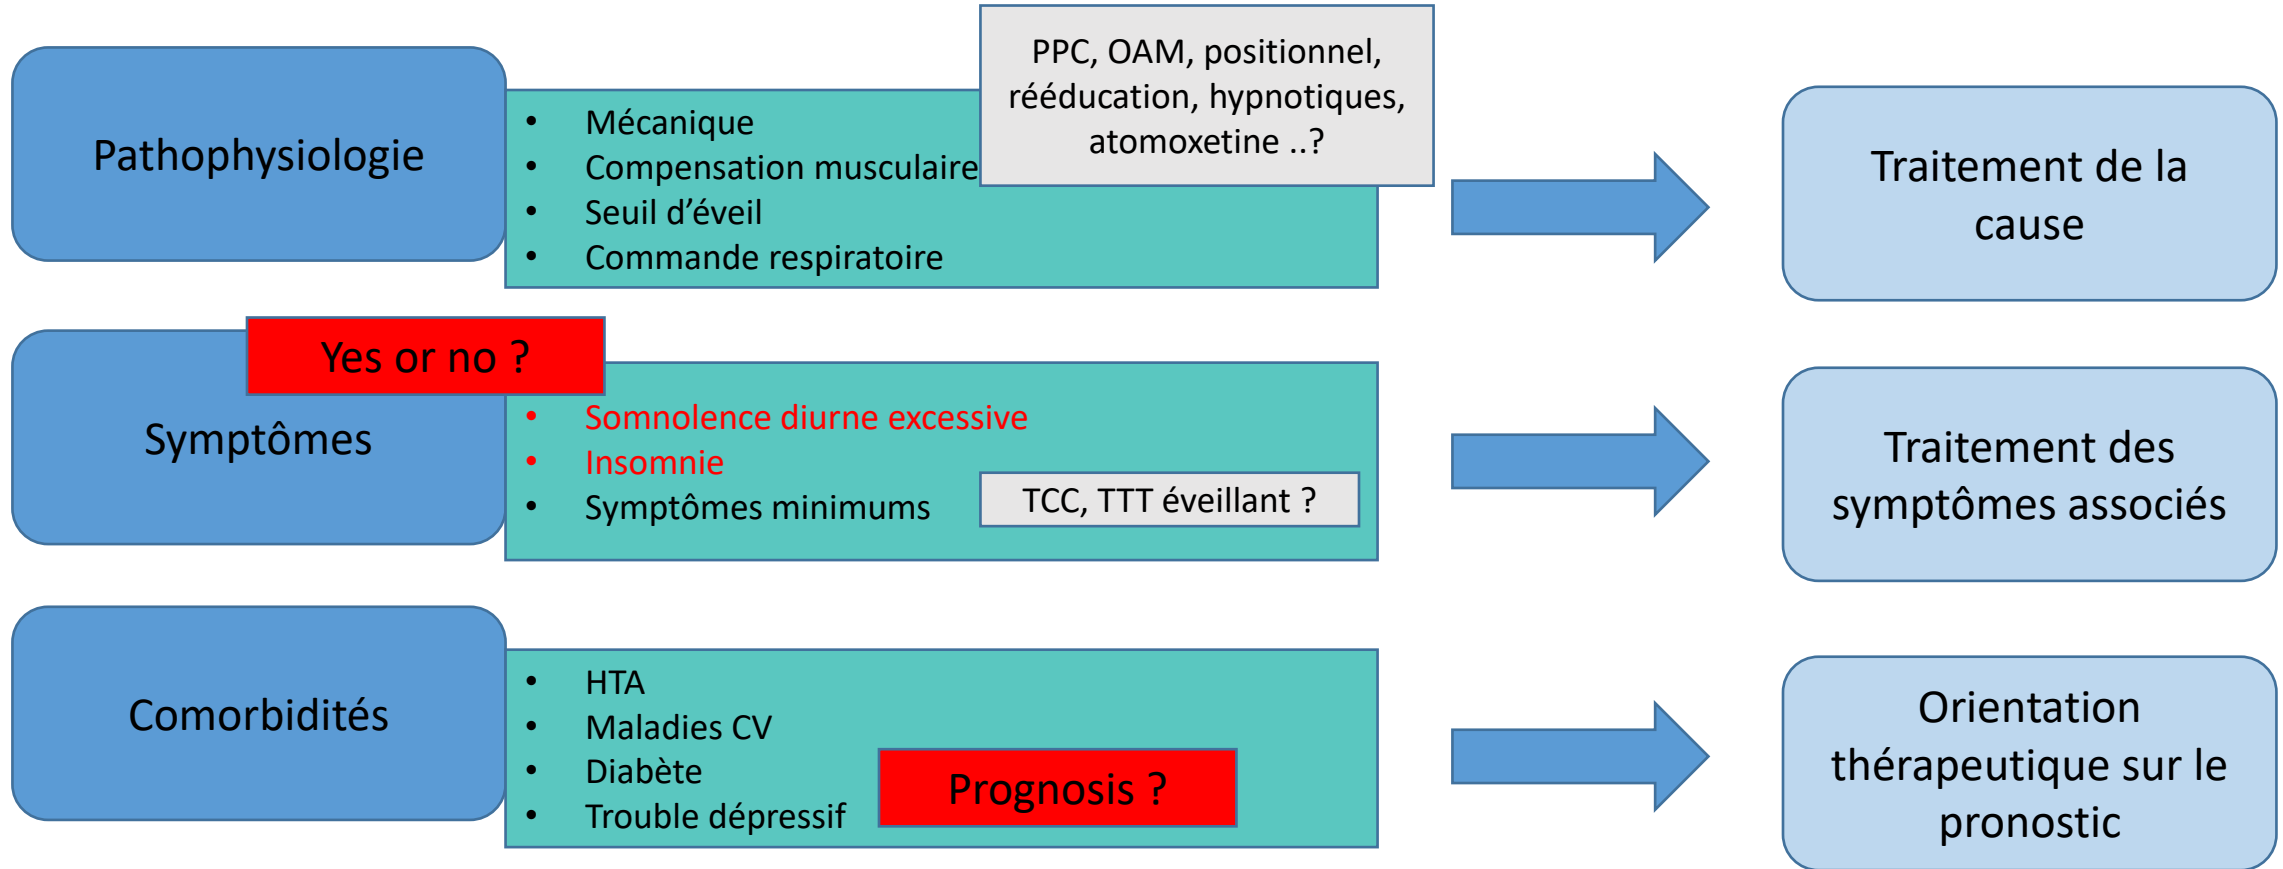 Pathophysiologie
• Mécanique
• Compensation musculaire
• Seuil d’éveil
• Commande respiratoire
PPC, OAM, positionnel,
rééducation, hypnotiques,
atomoxetine ..?
Traitement de la
cause
Symptômes
Yes or no ?
• Somnolence diurne excessive
• Insomnie
• Symptômes minimums
TCC, TTT éveillant ?
Traitement des
symptômes associés
Comorbidités
• HTA
• Maladies CV
• Diabète
• Trouble dépressif
Prognosis ?
Orientation
thérapeutique sur le
pronostic